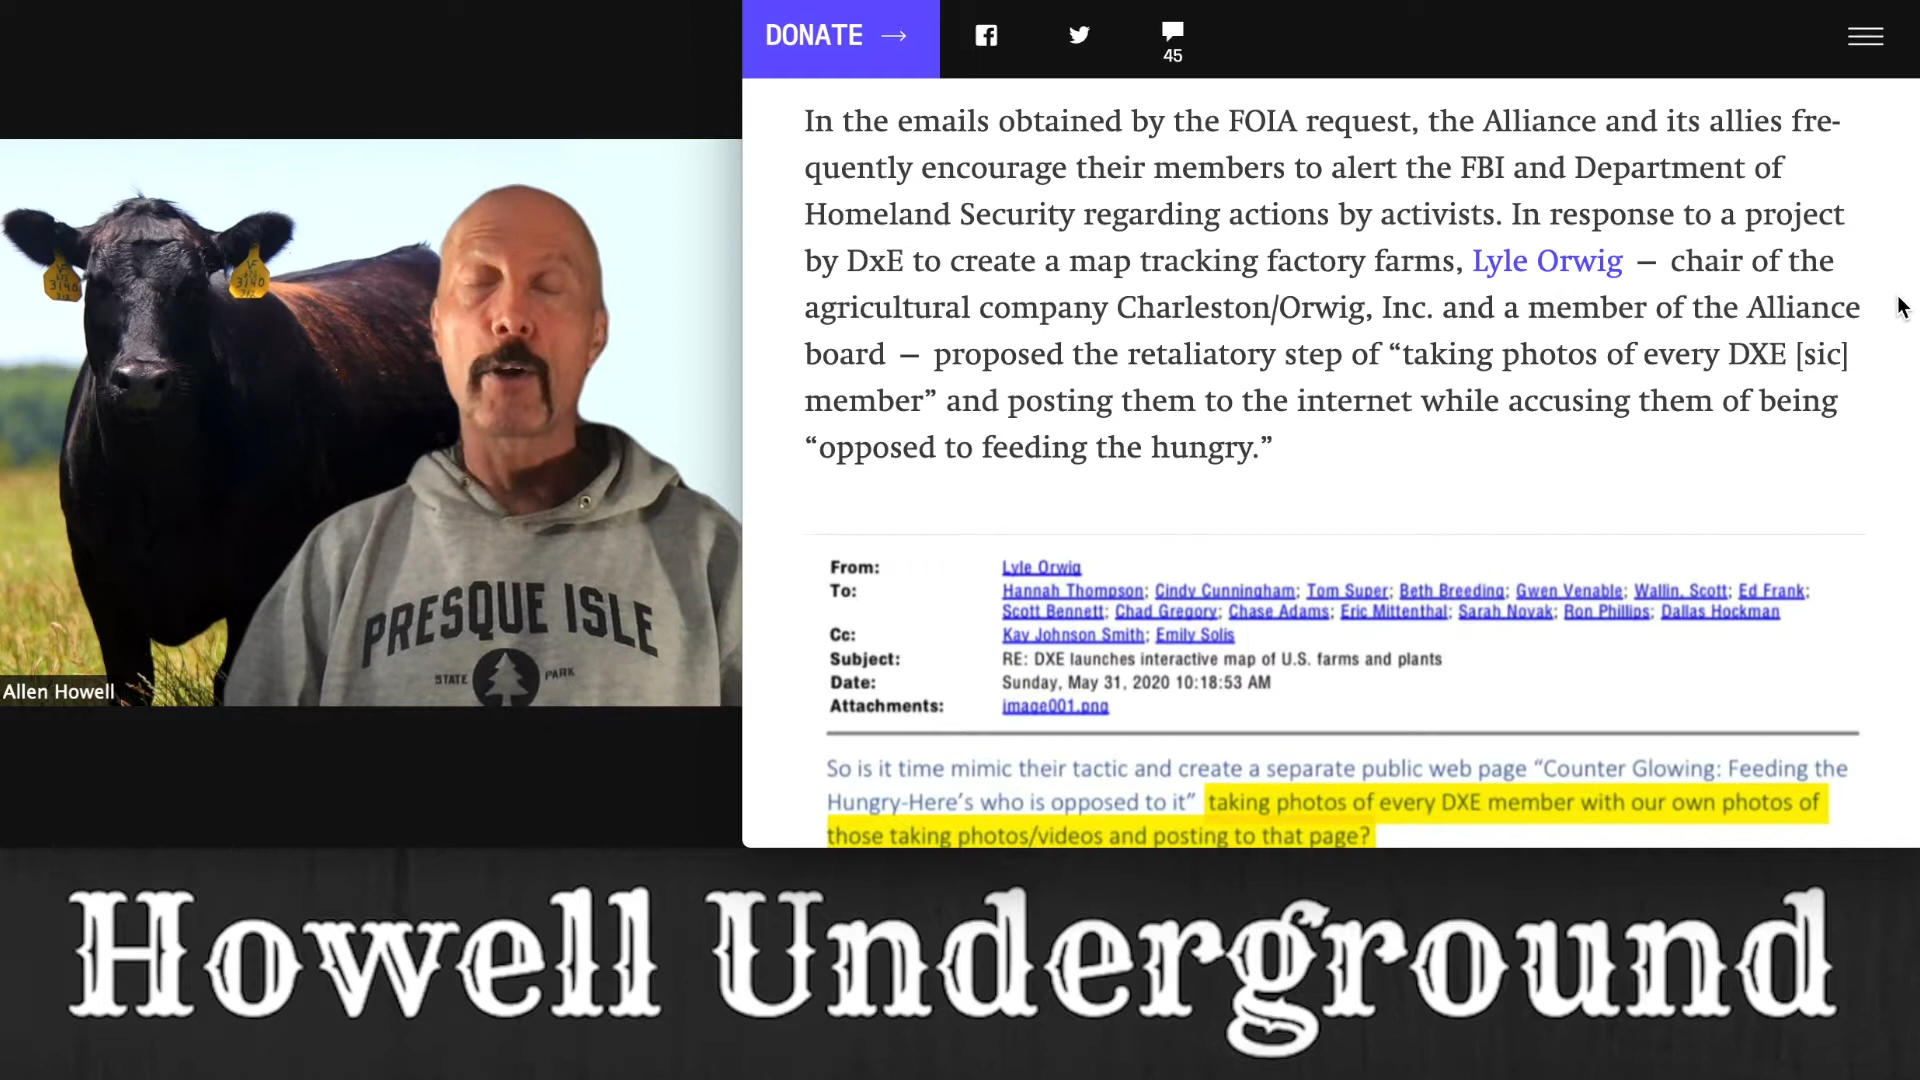 DONATE →
45
In the emails obtained by the FOIA request, the Alliance and its allies fre-
quently encourage their members to alert the FBI and Department of
Homeland Security regarding actions by activists. In response to a project
by DxE to create a map tracking factory farms, Lyle Orwig — chair of the
agricultural company Charleston/Orwig, Inc. and a member of the Alliance
board — proposed the retaliatory step of “taking photos of every DXE [sic]
member” and posting them to the internet while accusing them of being
“opposed to feeding the hungry.”
From: Lyle Orwig
To: Hannah Thompson; Cindy Cunningham; Tom Super; Beth Breeding; Gwen Venable; Wallin, Scott; Ed Frank;
Scott Bennett; Chad Gregory; Chase Adams; Eric Mittenthal; Sarah Novak; Ron Phillips; Dallas Hockman
Cc: Kay Johnson Smith; Emily Solis
Subject: RE: DXE launches interactive map of U.S. farms and plants
Date: Sunday, May 31, 2020 10:18:53 AM
Attachments: image001.png
So is it time mimic their tactic and create a separate public web page “Counter Glowing: Feeding the
Hungry-Here’s who is opposed to it” taking photos of every DXE member with our own photos of
those taking photos/videos and posting to that page?
3140
3140
PRESQUE ISLE
STATE PARK
Allen Howell
Howell Underground